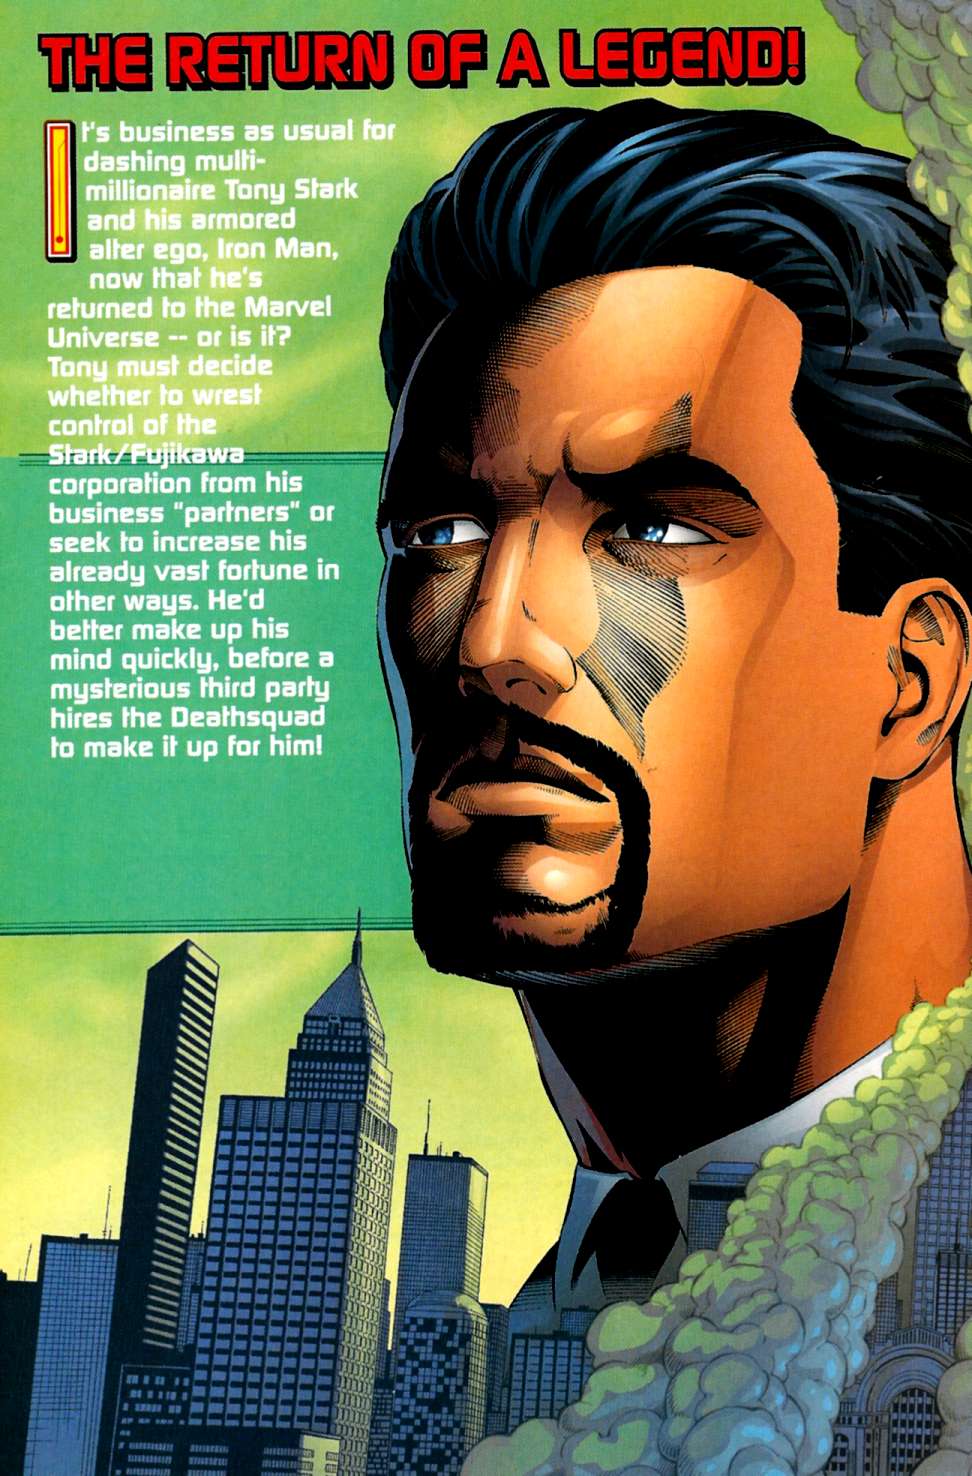 THE RETURN OF A LEGEND!
It's business as usual for
dashing multi-
millionaire Tony Stark
and his armored
alter ego, Iron Man,
now that he's
returned to the Marvel
Universe -- or is it?
Tony must decide
whether to wrest
control of the
Stark/Fujikawa
corporation from his
business "partners" or
seek to increase his
already vast fortune in
other ways. He'd
better make up his
mind quickly, before a
mysterious third party
hires the Deathsquad
to make it up for him!